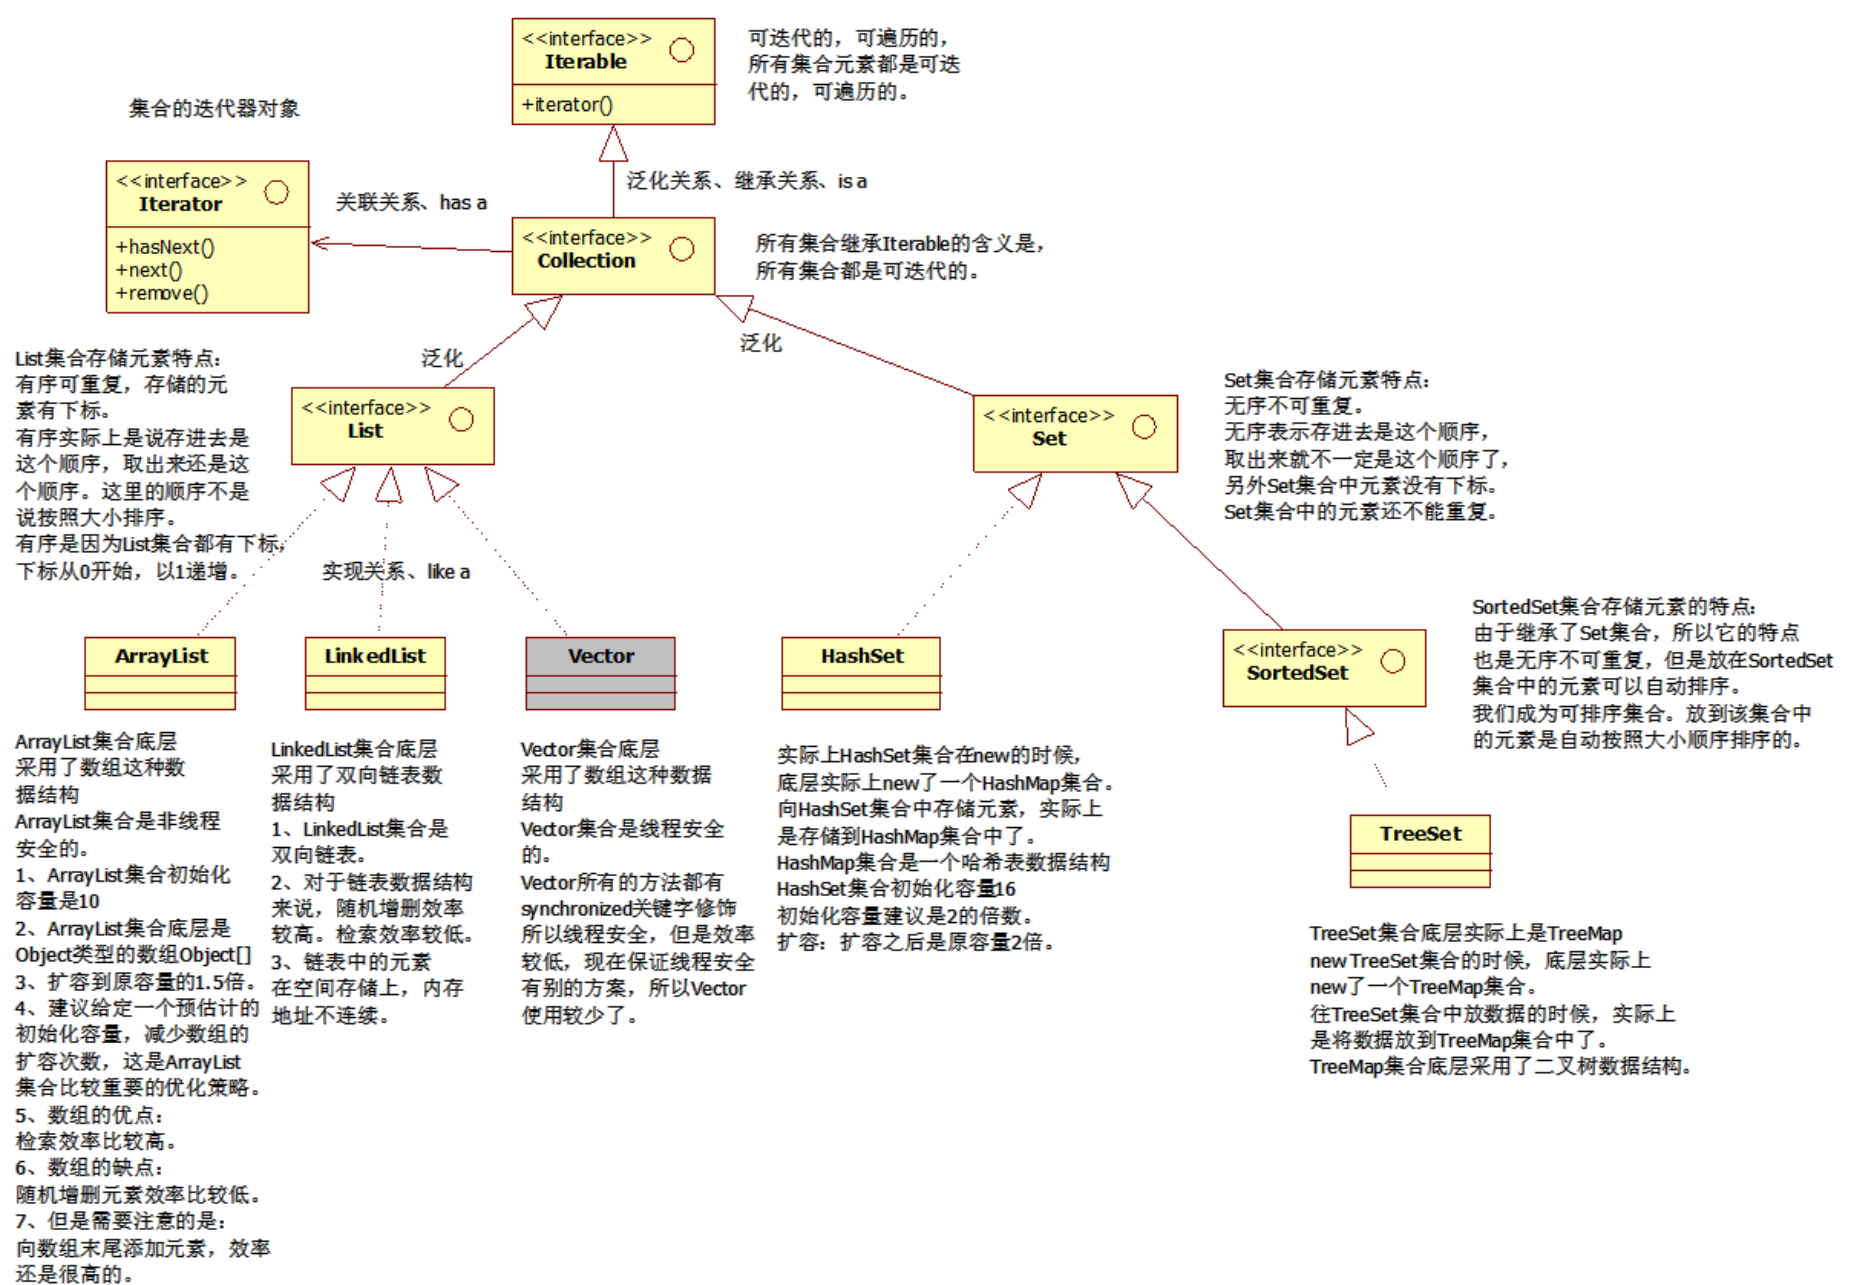 <<interface>>
Iterable
+iterator()
可迭代的，可遍历的，
所有集合元素都是可迭
代的，可遍历的。
集合的迭代器对象
<<interface>>
Iterator
+hasNext()
+next()
+remove()
关联关系、has a
泛化关系、继承关系、is a
<<interface>>
Collection
所有集合继承Iterable的含义是，
所有集合都是可迭代的。
泛化
泛化
List集合存储元素特点：
有序可重复，存储的元
素有下标。
有序实际上是说存进去是
这个顺序，取出来还是这
个顺序。这里的顺序不是
说按照大小排序。
有序是因为List集合都有下标，
下标从0开始，以1递增。
<<interface>>
List
<<interface>>
Set
Set集合存储元素特点：
无序不可重复。
无序表示存进去是这个顺序，
取出来就不一定是这个顺序了，
另外Set集合中元素没有下标。
Set集合中的元素还不能重复。
实现关系、like a
ArrayList
LinkedList
Vector
HashSet
<<interface>>
SortedSet
SortedSet集合存储元素的特点：
由于继承了Set集合，所以它的特点
也是无序不可重复，但是放在SortedSet
集合中的元素可以自动排序。
我们成为可排序集合。放到该集合中
的元素是自动按照大小顺序排序的。
ArrayList集合底层
采用了数组这种数
据结构
ArrayList集合是非线程
安全的。
1、ArrayList集合初始化
容量是10
2、ArrayList集合底层是
Object类型的数组Object[]
3、扩容到原容量的1.5倍。
4、建议给定一个预估计的
初始化容量，减少数组的
扩容次数，这是ArrayList
集合比较重要的优化策略。
5、数组的优点：
检索效率比较高。
6、数组的缺点：
随机增删元素效率比较低。
7、但是需要注意的是：
向数组末尾添加元素，效率
还是很高的。
LinkedList集合底层
采用了双向链表数
据结构
1、LinkedList集合是
双向链表。
2、对于链表数据结构
来说，随机增删效率
较高。检索效率较低。
3、链表中的元素
在空间存储上，内存
地址不连续。
Vector集合底层
采用了数组这种数据
结构
Vector集合是线程安全
的。
Vector所有的方法都有
synchronized关键字修饰
所以线程安全，但是效率
较低，现在保证线程安全
有别的方案，所以Vector
使用较少了。
实际上HashSet集合在new的时候，
底层实际上new了一个HashMap集合。
向HashSet集合中存储元素，实际上
是存储到HashMap集合中了。
HashMap集合是一个哈希表数据结构
HashSet集合初始化容量16
初始化容量建议是2的倍数。
扩容：扩容之后是原容量2倍。
TreeSet
TreeSet集合底层实际上是TreeMap
new TreeSet集合的时候，底层实际上
new了一个TreeMap集合。
往TreeSet集合中放数据的时候，实际上
是将数据放到TreeMap集合中了。
TreeMap集合底层采用了二叉树数据结构。